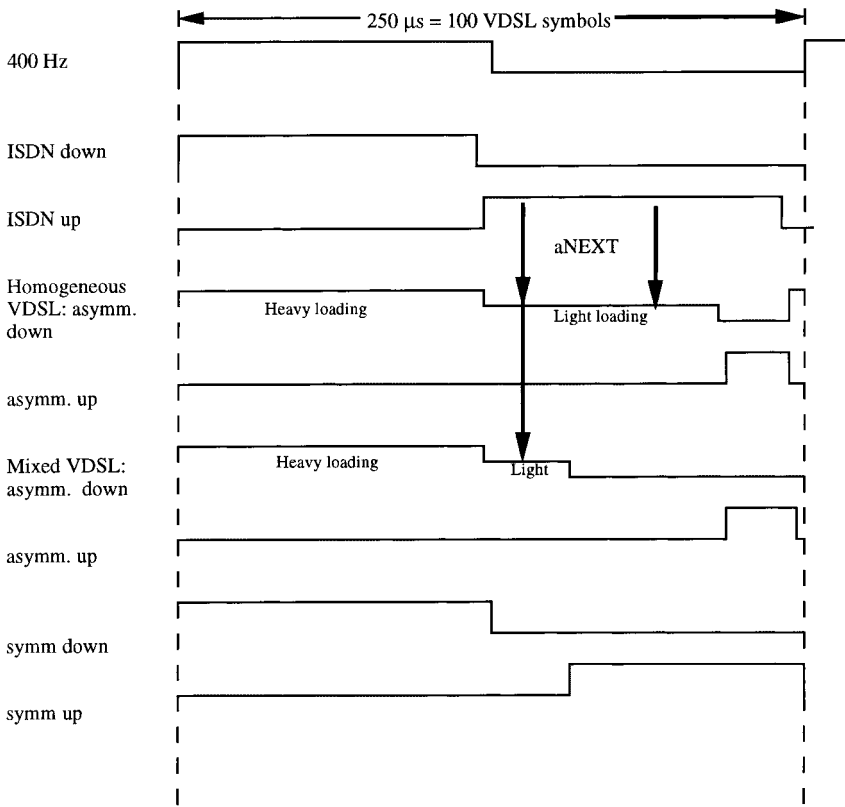 250 µs = 100 VDSL symbols
400 Hz
ISDN down
ISDN up
aNEXT
Homogeneous
VDSL: asymm.
down
Heavy loading
Light loading
asymm. up
Mixed VDSL:
asymm. down
Heavy loading
Light
asymm. up
symm down
symm up